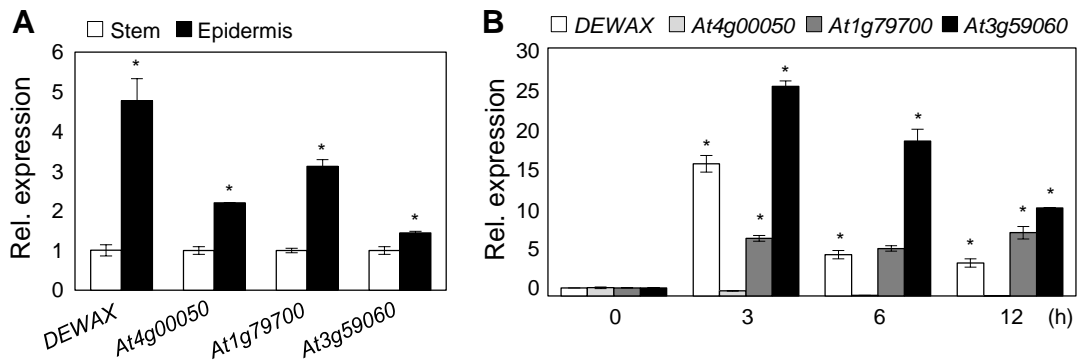 A
Stem Epidermis
Rel. expression
6
5
4
3
2
1
0
* * * *
DEWAX At4g00050 At1g79700 At3g59060
B
DEWAX At4g00050 At1g79700 At3g59060
Rel. expression
30
25
20
15
10
5
0
* * * * * * * * *
0 3 6 12 (h)